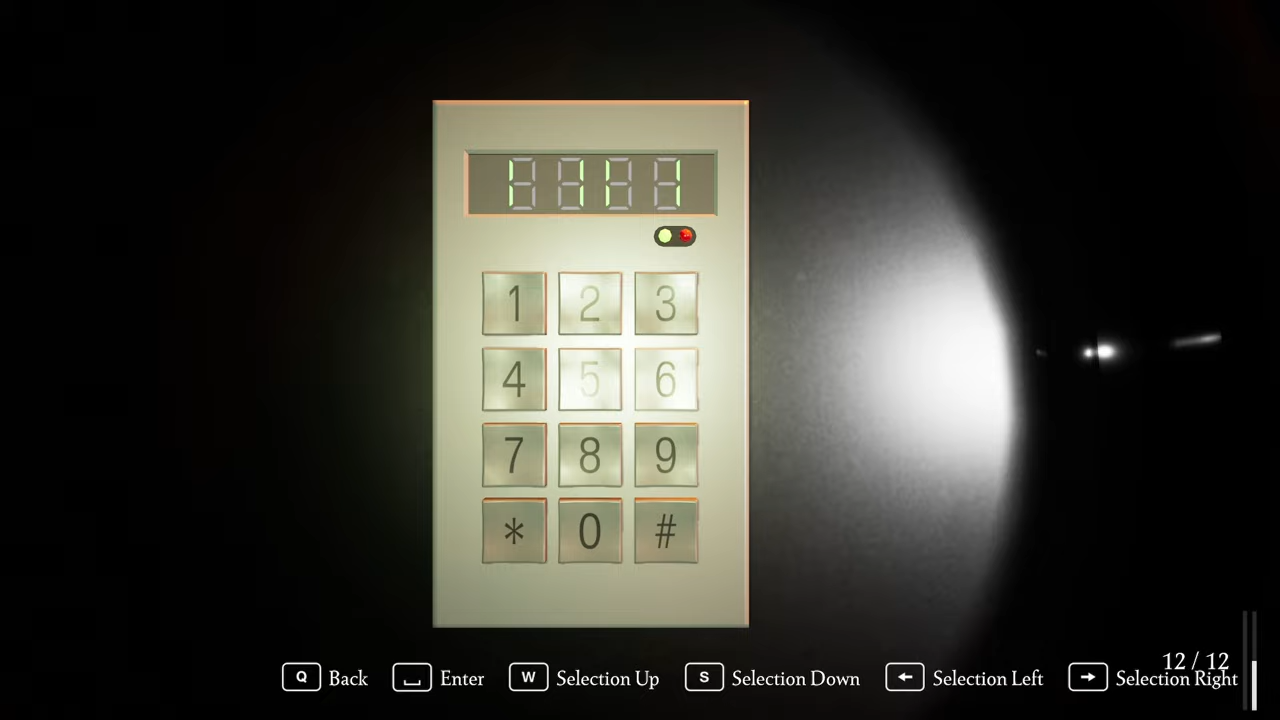 1111
1 2 3
4 5 6
7 8 9
* 0 #
12 / 12
Q Back Enter W Selection Up S Selection Down ← Selection Left → Selection Right